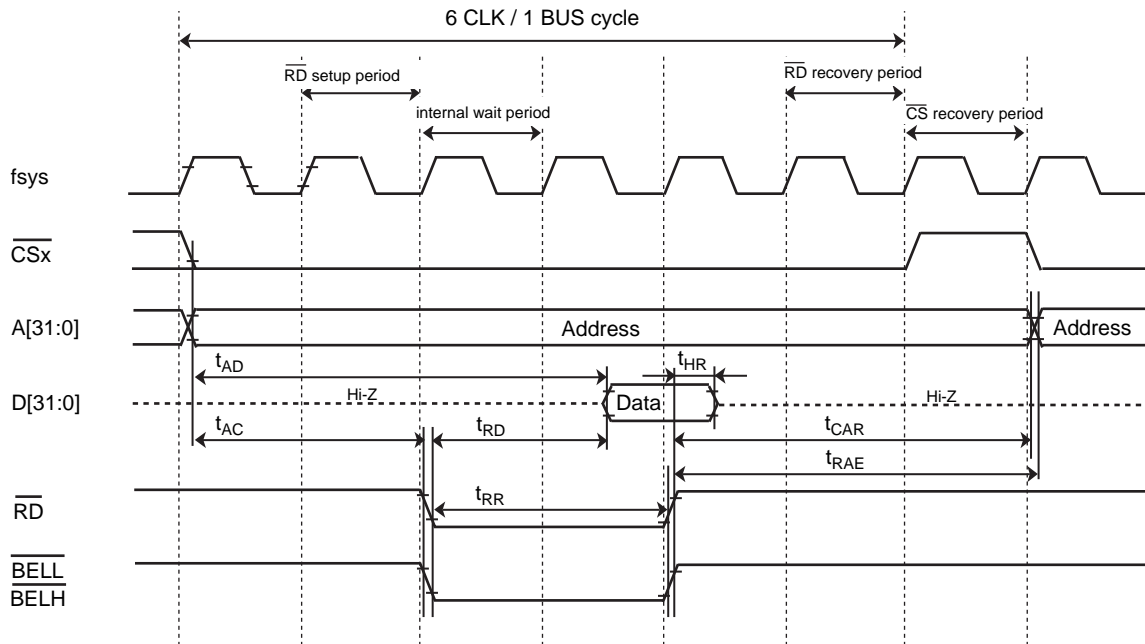 6 CLK / 1 BUS cycle
RD setup period
RD recovery period
internal wait period
CS recovery period
fsys
CSx
A[31:0]
Address
Address
tAD
tHR
D[31:0]
Hi-Z
Data
Hi-Z
tAC
tRD
tCAR
tRAE
tRR
RD
BELL
BELH